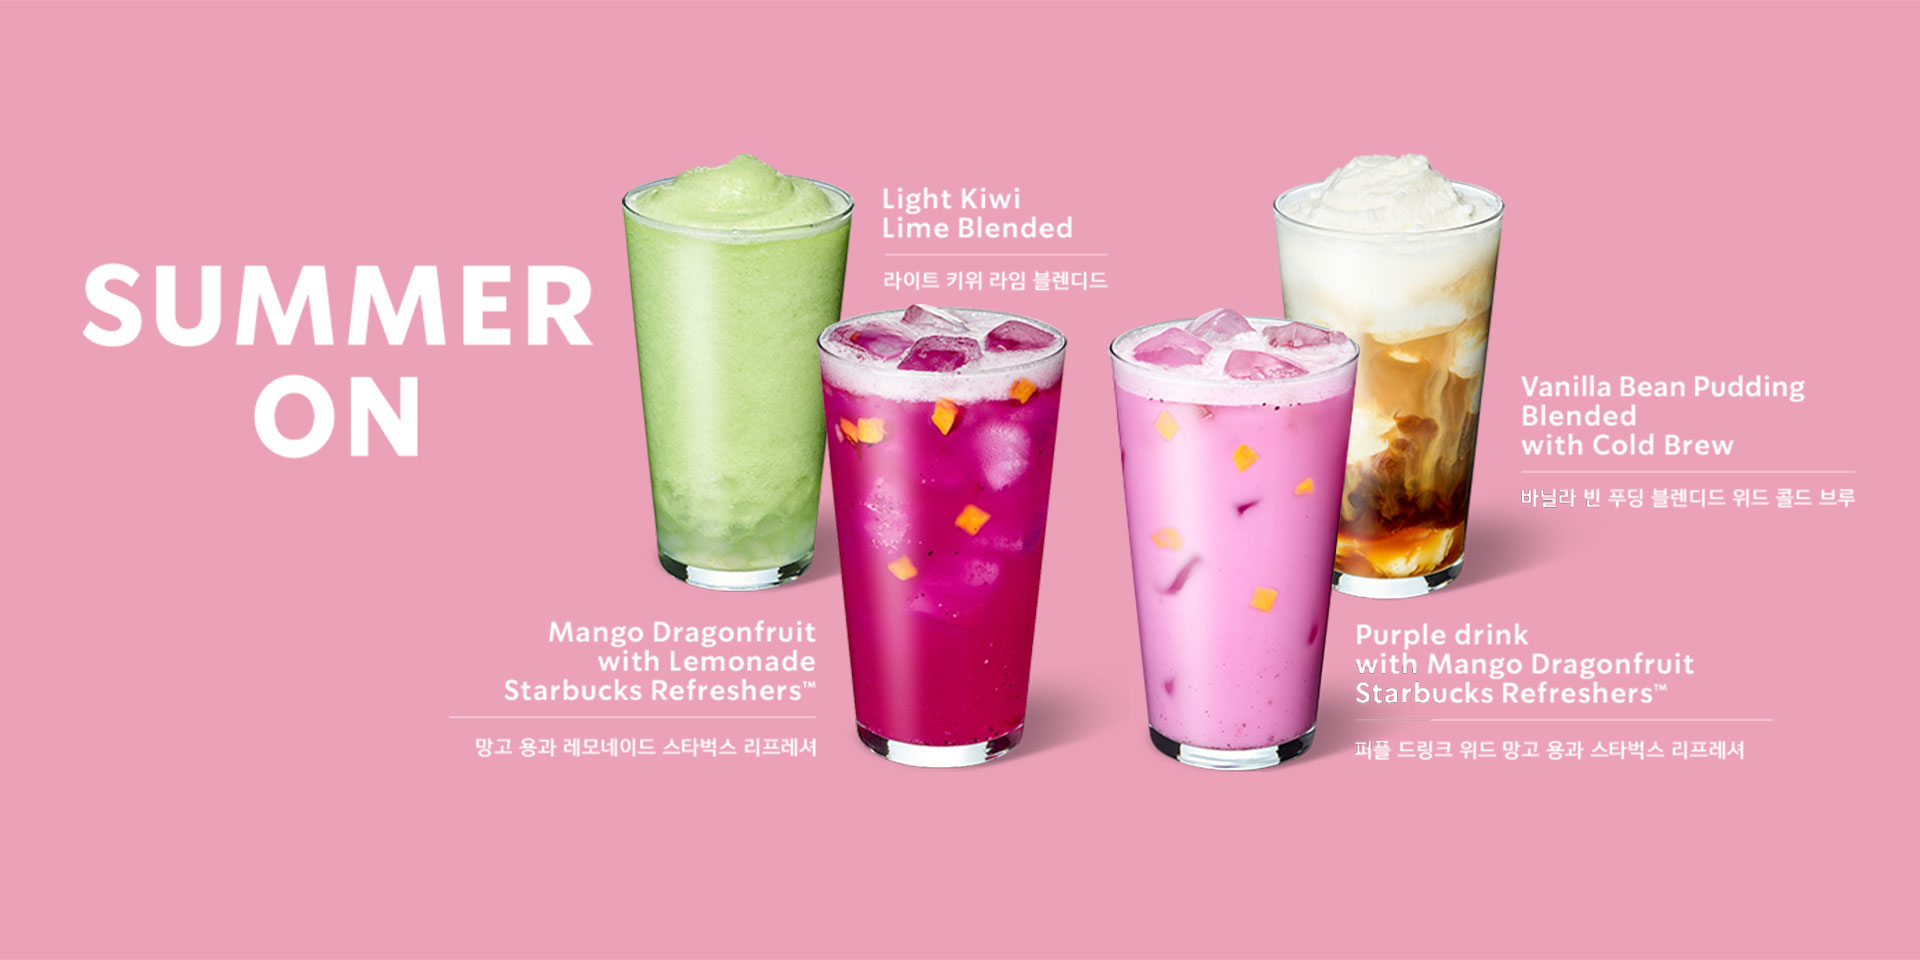 SUMMER
ON
Light Kiwi
Lime Blended
라이트 키위 라임 블렌디드
Mango Dragonfruit
with Lemonade
Starbucks Refreshers™
망고 용과 레모네이드 스타벅스 리프레셔
Purple drink
with Mango Dragonfruit
Starbucks Refreshers™
퍼플 드링크 위드 망고 용과 스타벅스 리프레셔
Vanilla Bean Pudding
Blended
with Cold Brew
바닐라 빈 푸딩 블렌디드 위드 콜드 브루